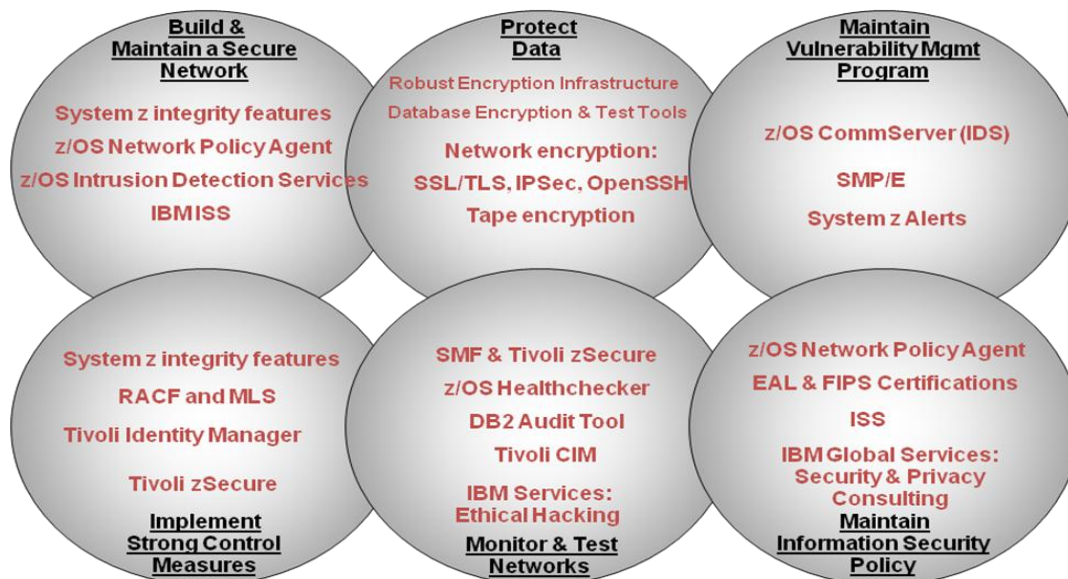 Build &
Maintain a Secure
Network
System z integrity features
z/OS Network Policy Agent
z/OS Intrusion Detection Services
IBM ISS
Protect
Data
Robust Encryption Infrastructure
Database Encryption & Test Tools
Network encryption:
SSL/TLS, IPSec, OpenSSH
Tape encryption
Maintain
Vulnerability Mgmt
Program
z/OS CommServer (IDS)
SMP/E
System z Alerts
System z integrity features
RACF and MLS
Tivoli Identity Manager
Tivoli zSecure
Implement
Strong Control
Measures
SMF & Tivoli zSecure
z/OS Healthchecker
DB2 Audit Tool
Tivoli CIM
IBM Services:
Ethical Hacking
Monitor & Test
Networks
z/OS Network Policy Agent
EAL & FIPS Certifications
ISS
IBM Global Services:
Security & Privacy
Consulting
Maintain
Information Security
Policy